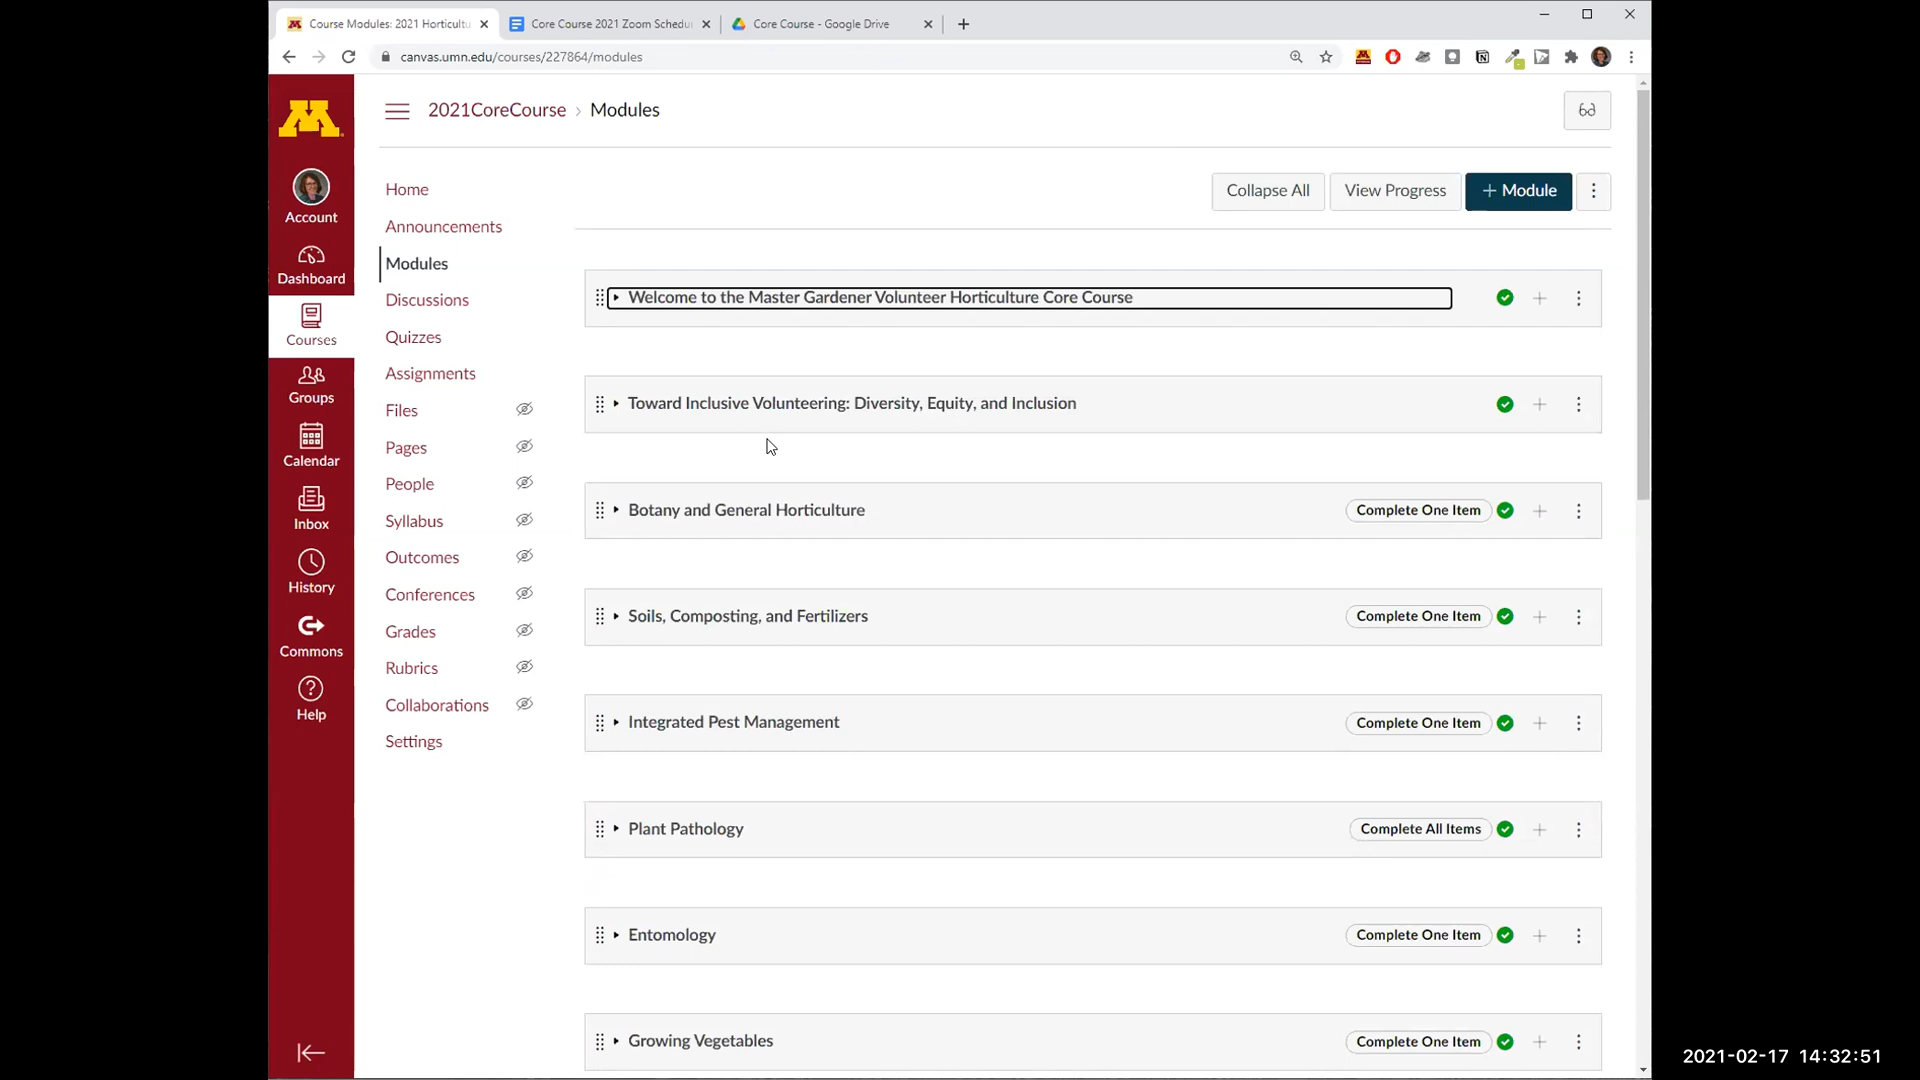 Course Modules: 2021 Horticultu
Core Course 2021 Zoom Schedu
Core Course - Google Drive
canvas.umn.edu/courses/227864/modules
2021CoreCourse › Modules
Account
Dashboard
Courses
Groups
Calendar
Inbox
History
Commons
Help
Home
Announcements
Modules
Discussions
Quizzes
Assignments
Files
Pages
People
Syllabus
Outcomes
Conferences
Grades
Rubrics
Collaborations
Settings
Collapse All View Progress + Module
Welcome to the Master Gardener Volunteer Horticulture Core Course
Toward Inclusive Volunteering: Diversity, Equity, and Inclusion
Botany and General Horticulture Complete One Item
Soils, Composting, and Fertilizers Complete One Item
Integrated Pest Management Complete One Item
Plant Pathology Complete All Items
Entomology Complete One Item
Growing Vegetables Complete One Item
2021-02-17 14:32:51